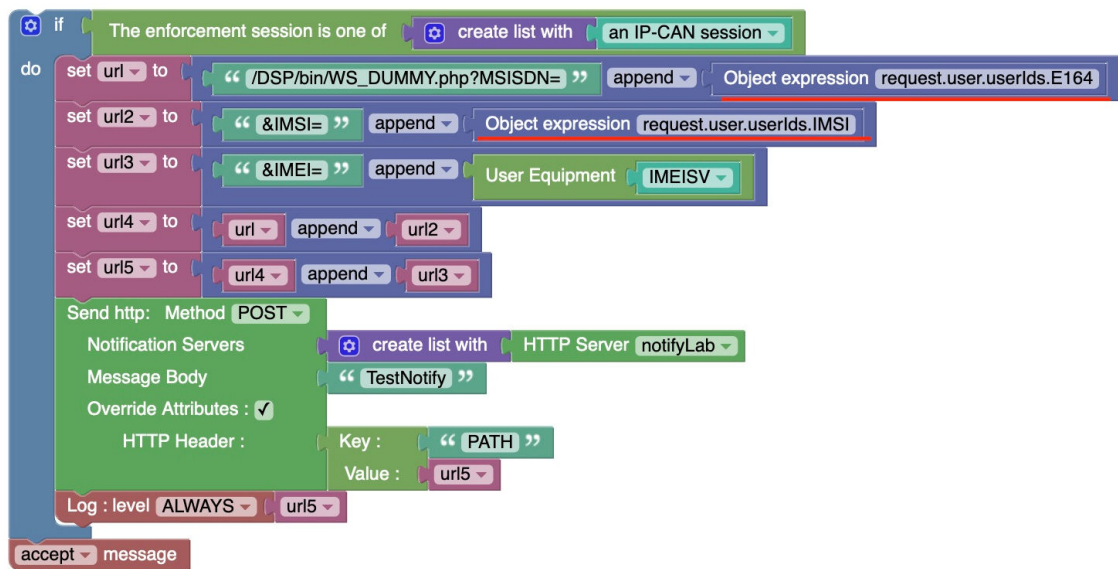 if The enforcement session is one of create list with an IP-CAN session
do set url to “ /DSP/bin/WS_DUMMY.php?MSISDN= ” append Object expression request.user.userIds.E164
set url2 to “ &IMSI= ” append Object expression request.user.userIds.IMSI
set url3 to “ &IMEI= ” append User Equipment IMEISV
set url4 to url append url2
set url5 to url4 append url3
Send http: Method POST
Notification Servers create list with HTTP Server notifyLab
Message Body “ TestNotify ”
Override Attributes : ✓
HTTP Header : Key : “ PATH ”
Value : url5
Log : level ALWAYS url5
accept message